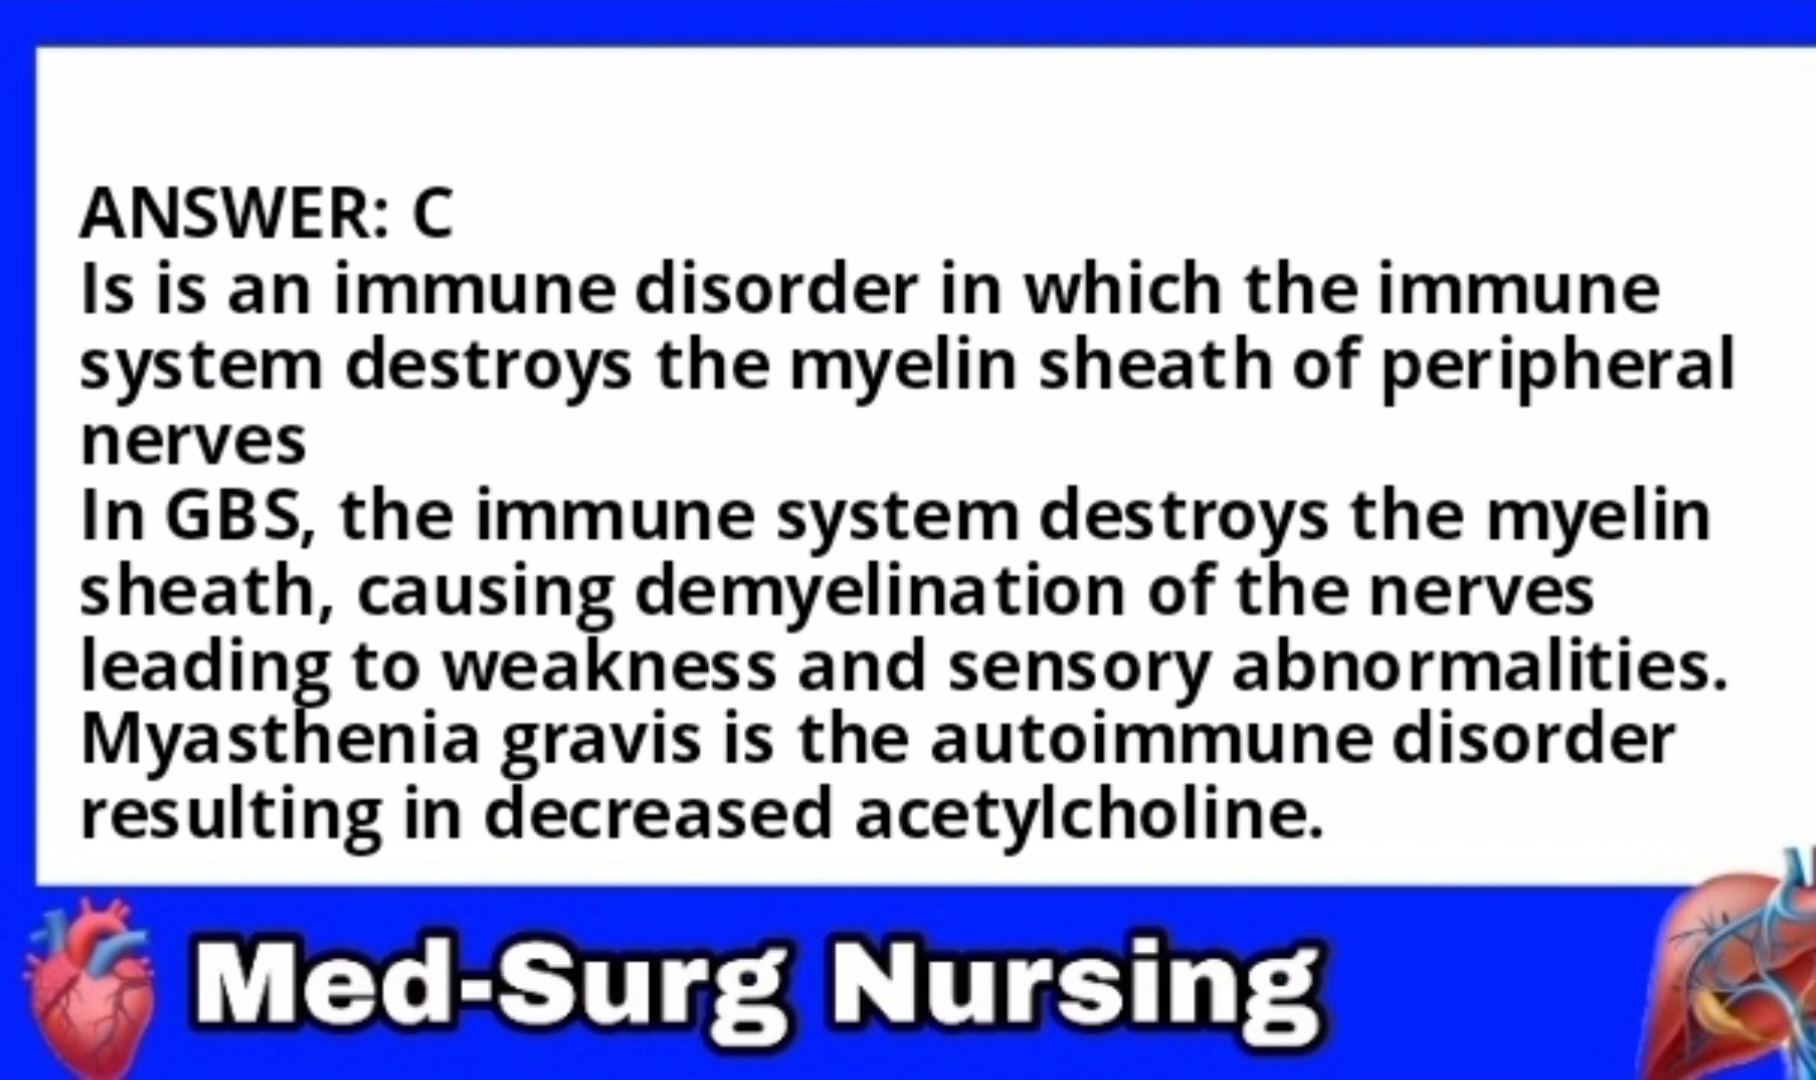 ANSWER: C
Is is an immune disorder in which the immune
system destroys the myelin sheath of peripheral
nerves
In GBS, the immune system destroys the myelin
sheath, causing demyelination of the nerves
leading to weakness and sensory abnormalities.
Myasthenia gravis is the autoimmune disorder
resulting in decreased acetylcholine.
Med-Surg Nursing